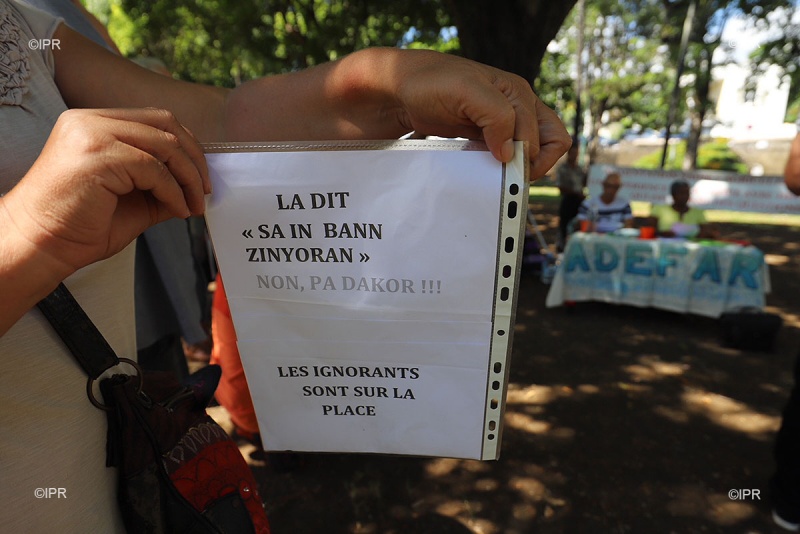 ©IPR
©IPR
LA DIT
« SA IN BANN
ZINYORAN »
NON, PA DAKOR !!!
LES IGNORANTS
SONT SUR LA
PLACE
ADEFAR
©IPR
©IPR